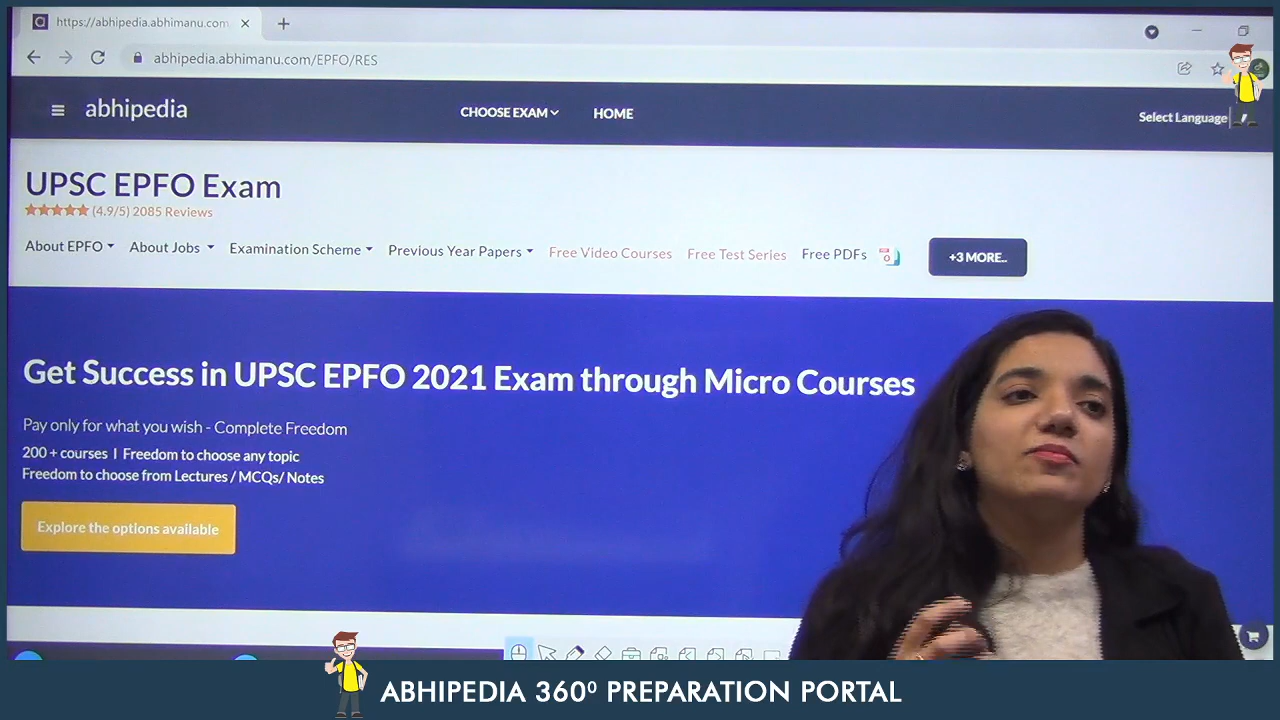 https://abhipedia.abhimanu.com
abhipedia.abhimanu.com/EPFO/RES
abhipedia
CHOOSE EXAM
HOME
Select Language
UPSC EPFO Exam
(4.9/5) 2085 Reviews
About EPFO
About Jobs
Examination Scheme
Previous Year Papers
Free Video Courses
Free Test Series
Free PDFs
+3 MORE..
Get Success in UPSC EPFO 2021 Exam through Micro Courses
Pay only for what you wish - Complete Freedom
200 + courses I Freedom to choose any topic
Freedom to choose from Lectures / MCQs/ Notes
Explore the options available
ABHIPEDIA 360⁰ PREPARATION PORTAL